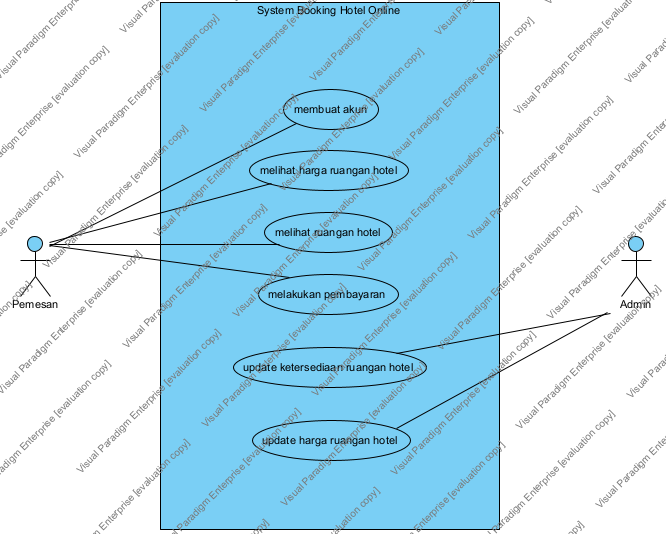 System Booking Hotel Online
membuat akun
melihat harga ruangan hotel
melihat ruangan hotel
Pemesan
Admin
melakukan pembayaran
update ketersediaan ruangan hotel
update harga ruangan hotel
Visual Paradigm Enterprise [evaluation copy]